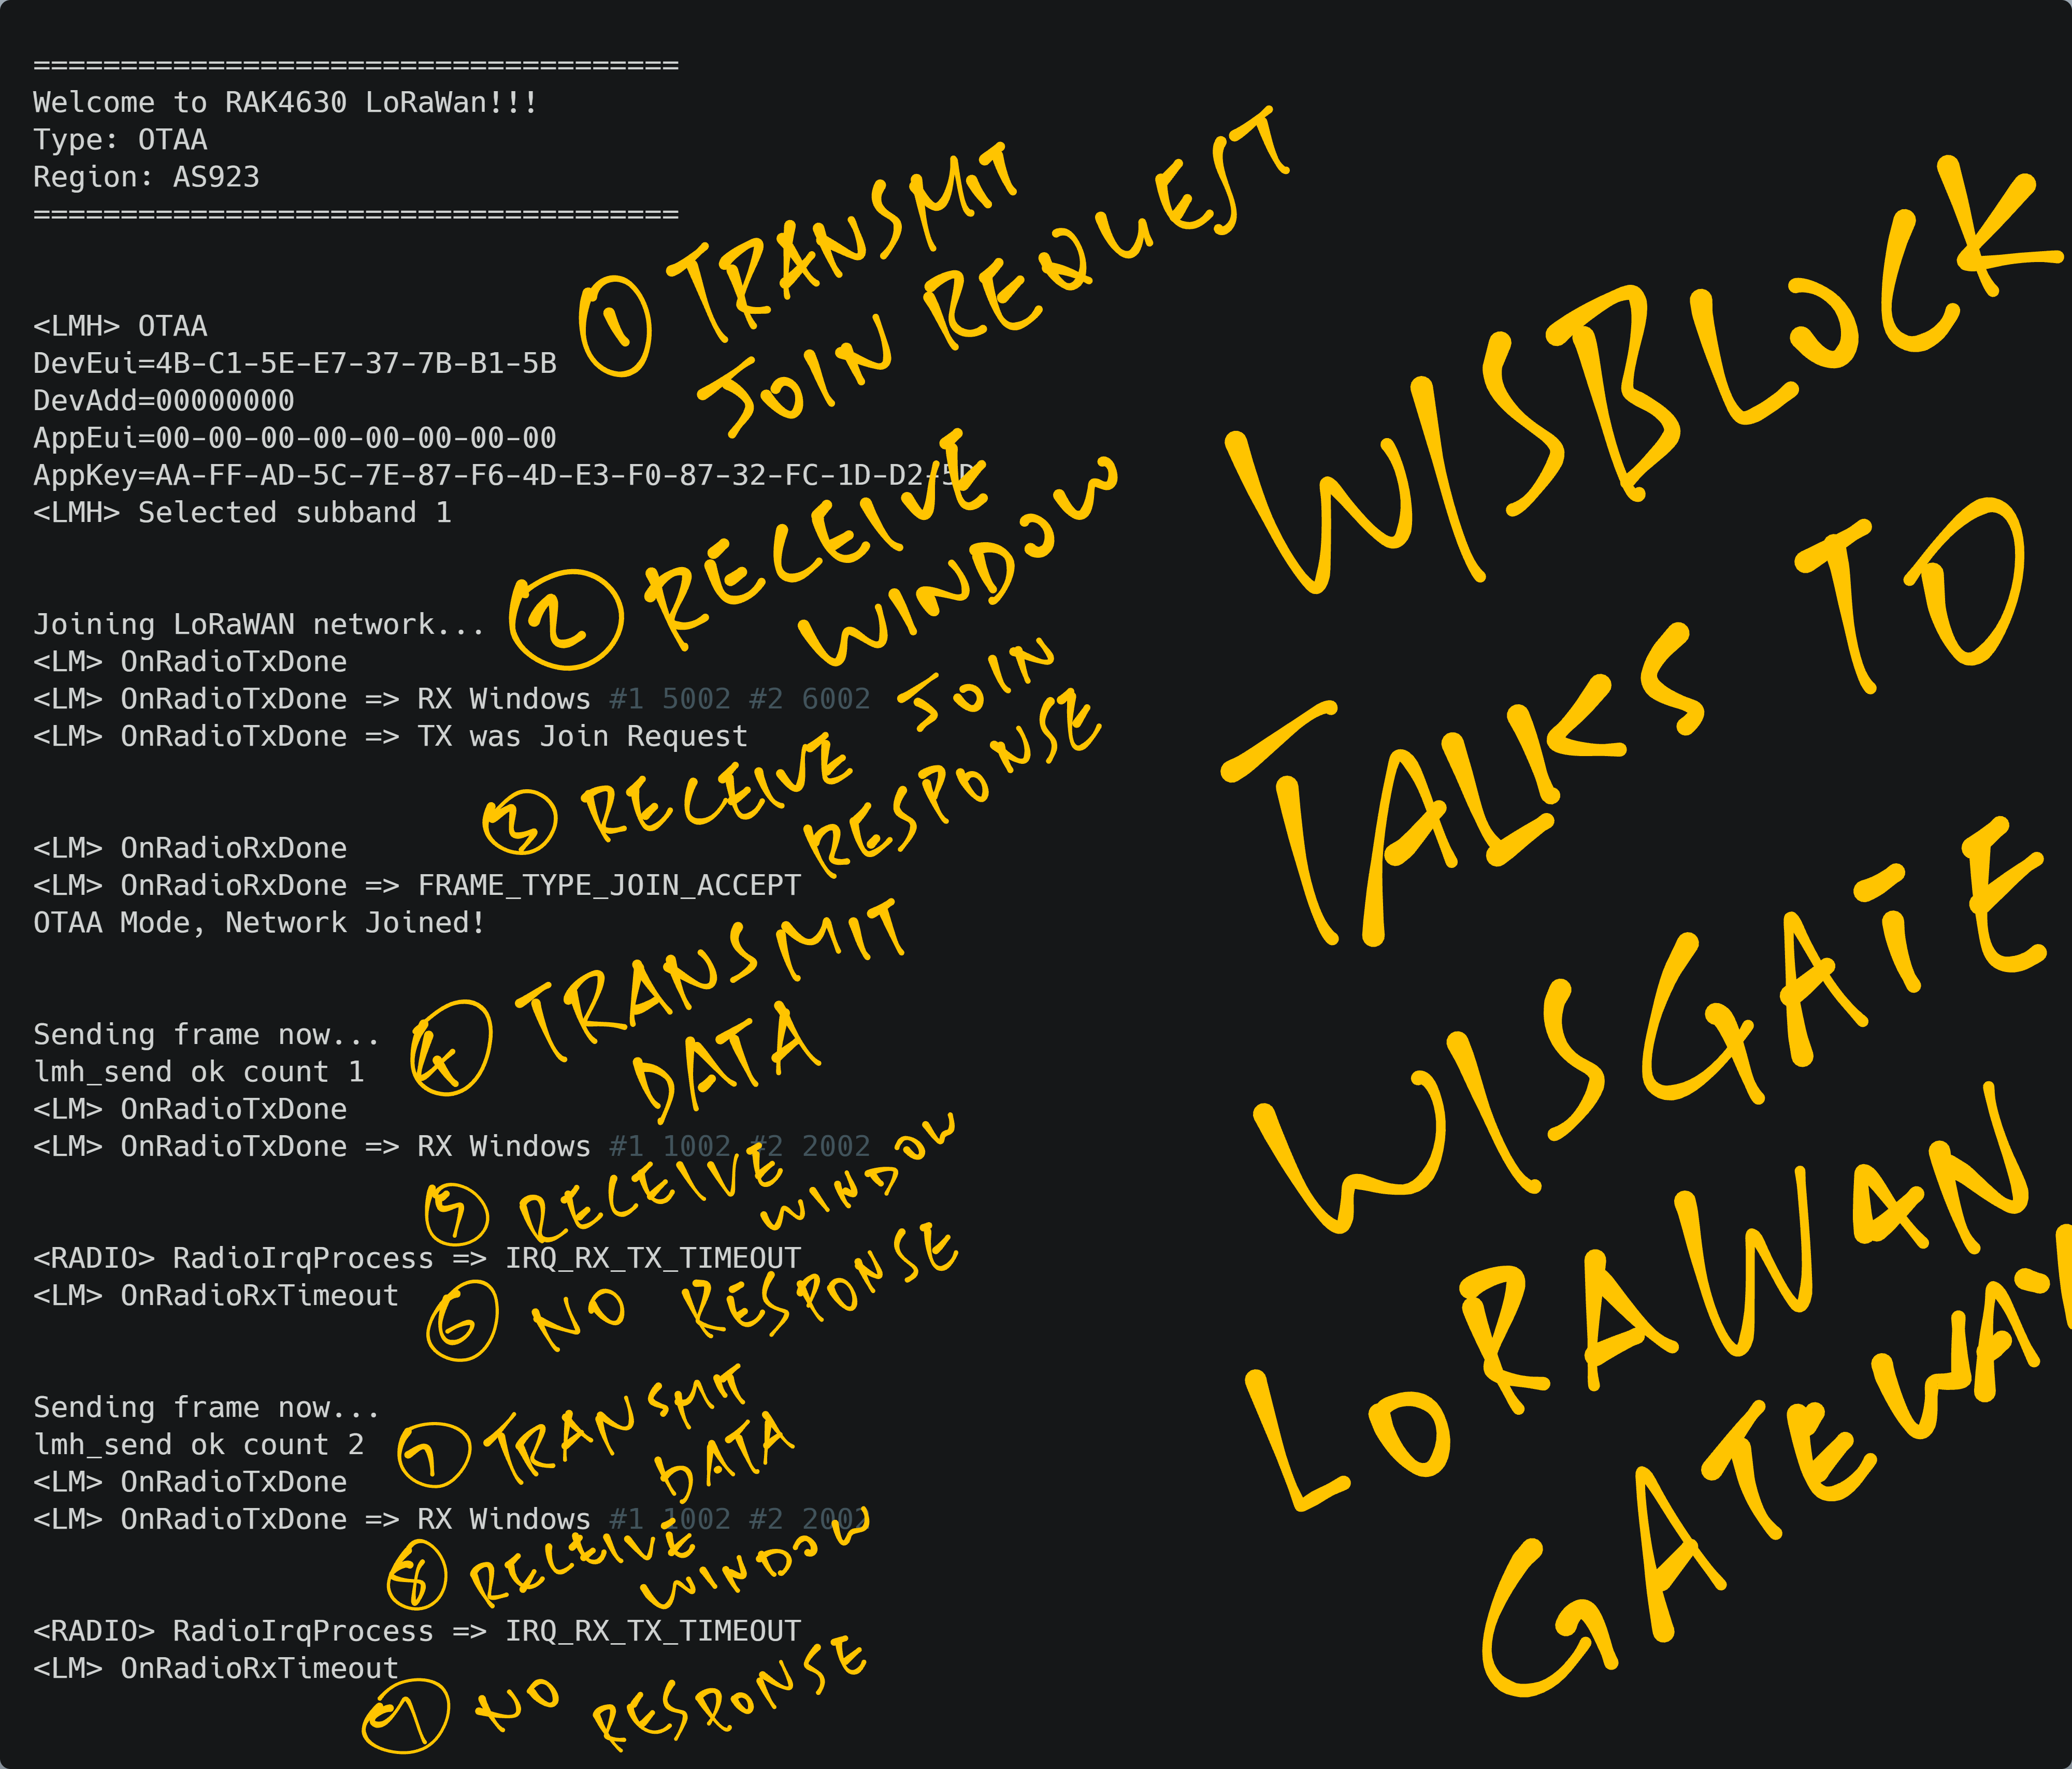 =====================================
Welcome to RAK4630 LoRaWan!!!
Type: OTAA
Region: AS923
=====================================
1 TRANSMIT
JOIN REQUEST
<LMH> OTAA
DevEui=4B-C1-5E-E7-37-7B-B1-5B
DevAdd=00000000
AppEui=00-00-00-00-00-00-00-00
AppKey=AA-FF-AD-5C-7E-87-F6-4D-E3-F0-87-32-FC-1D-D2-5D
<LMH> Selected subband 1
2 RECEIVE
WINDOW
Joining LoRaWAN network...
<LM> OnRadioTxDone
<LM> OnRadioTxDone => RX Windows #1 5002 #2 6002
<LM> OnRadioTxDone => TX was Join Request
3 RECEIVE JOIN
RESPONSE
<LM> OnRadioRxDone
<LM> OnRadioRxDone => FRAME_TYPE_JOIN_ACCEPT
OTAA Mode, Network Joined!
4 TRANSMIT
DATA
Sending frame now...
lmh_send ok count 1
<LM> OnRadioTxDone
<LM> OnRadioTxDone => RX Windows #1 1002 #2 2002
5 RECEIVE
WINDOW
<RADIO> RadioIrqProcess => IRQ_RX_TX_TIMEOUT
<LM> OnRadioRxTimeout
6 NO RESPONSE
Sending frame now...
lmh_send ok count 2
<LM> OnRadioTxDone
<LM> OnRadioTxDone => RX Windows #1 1002 #2 2002
7 TRANSMIT
DATA
8 RECEIVE
WINDOW
<RADIO> RadioIrqProcess => IRQ_RX_TX_TIMEOUT
<LM> OnRadioRxTimeout
9 NO RESPONSE
WISBLOCK
TALKS TO
WISGATE
LORAWAN
GATEWAY